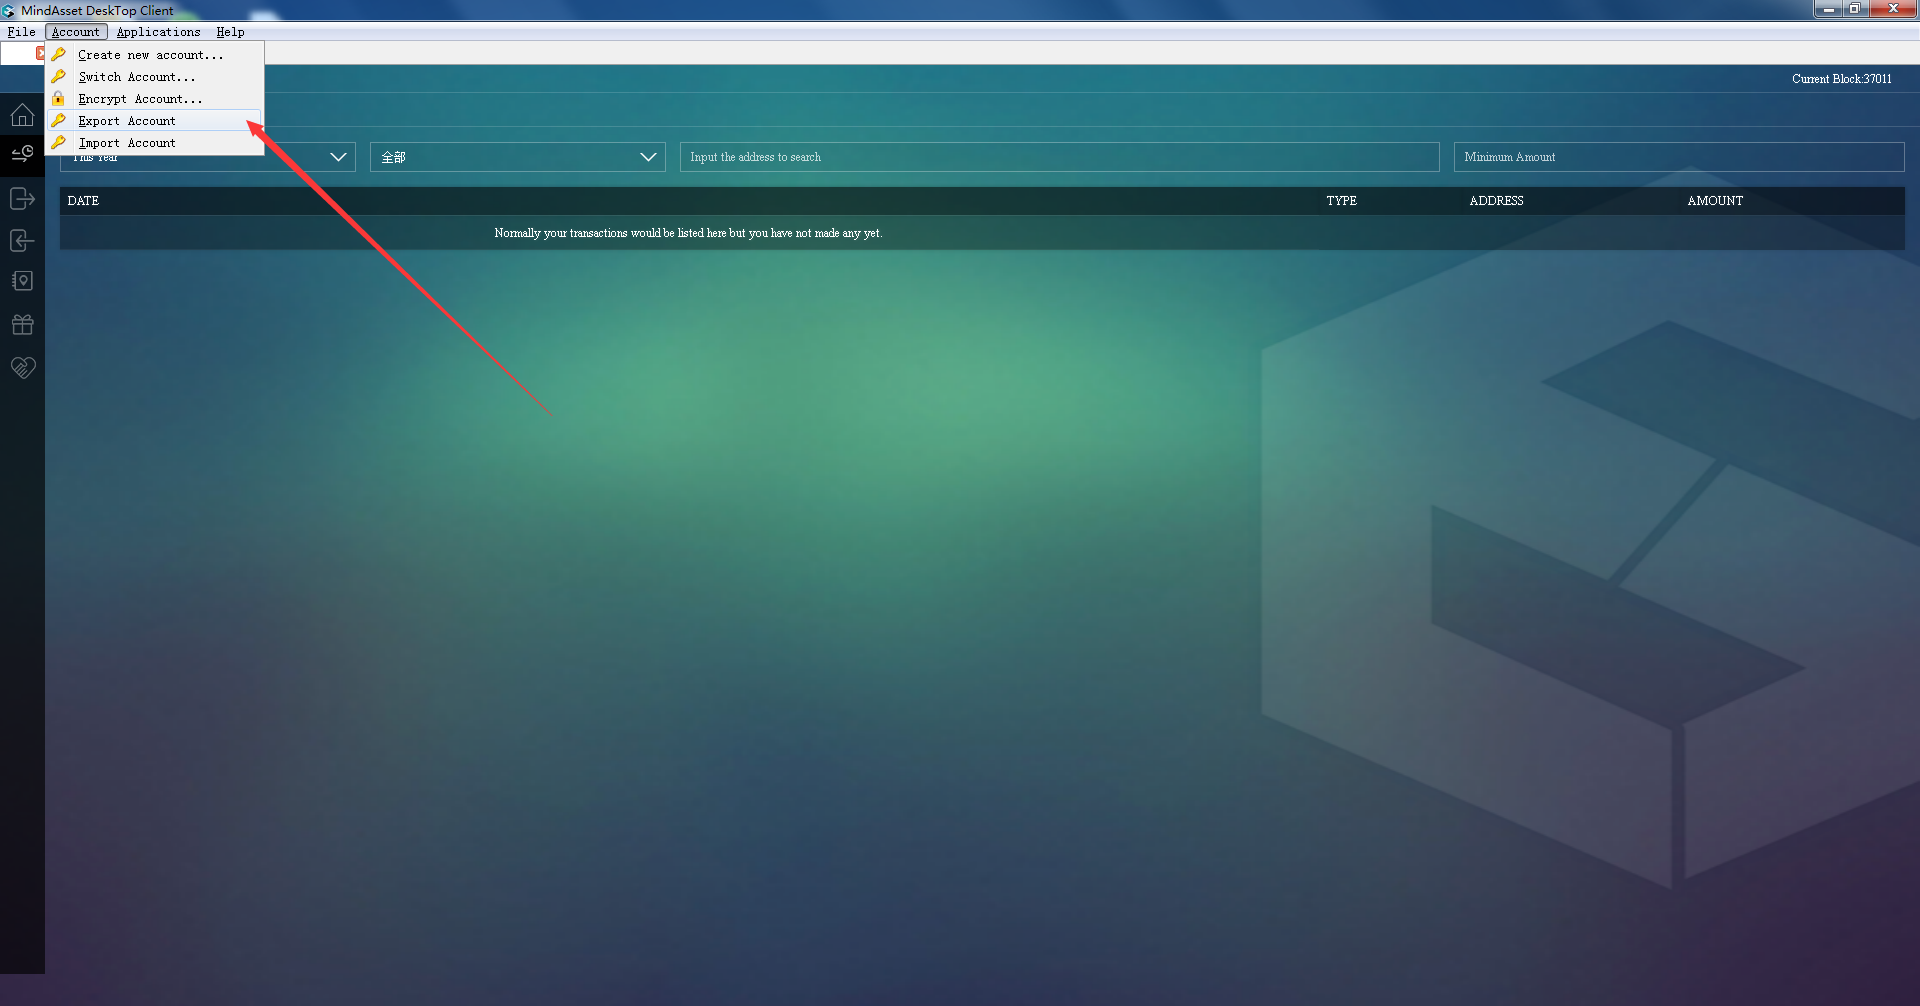 MindAsset DeskTop Client
File Account Applications Help
Create new account...
Switch Account...
Encrypt Account...
Export Account
Import Account
Current Block:37011
This Year 全部 Input the address to search Minimum Amount
DATE TYPE ADDRESS AMOUNT
Normally your transactions would be listed here but you have not made any yet.